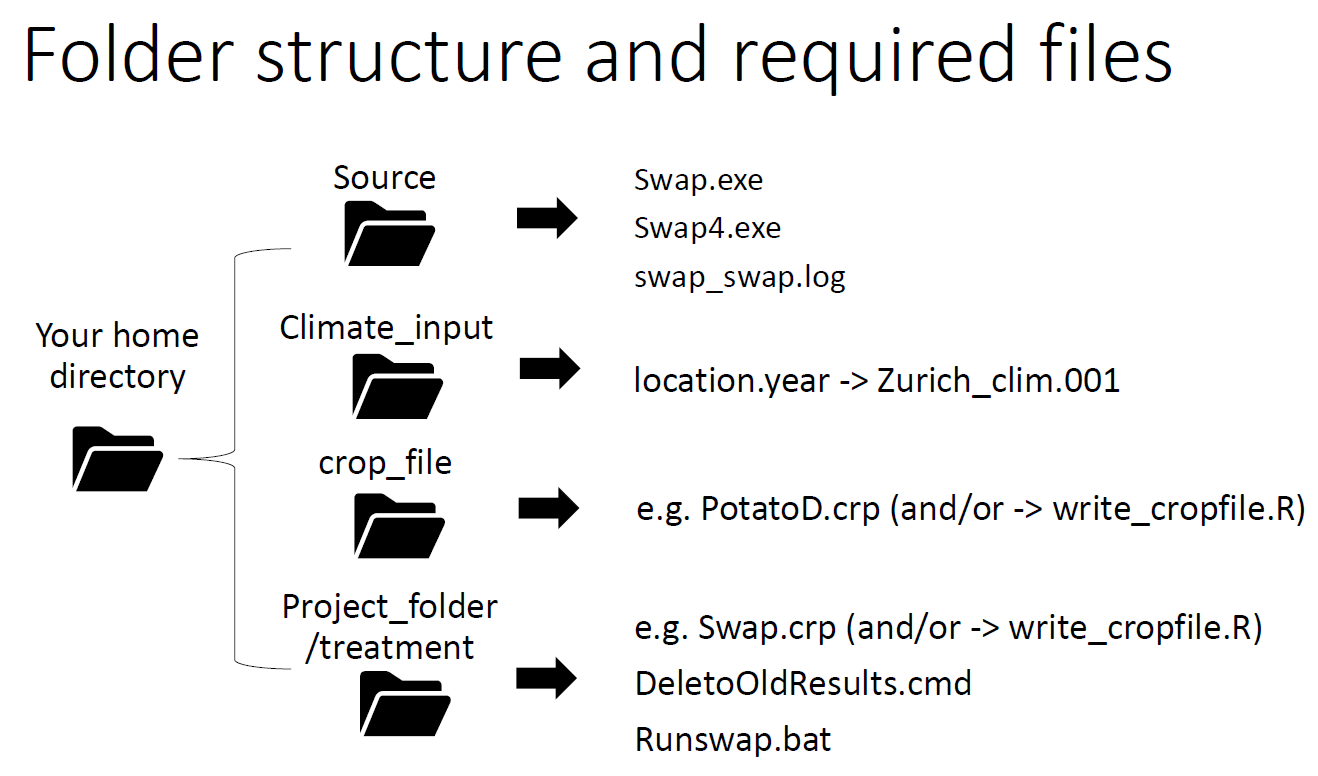 Folder structure and required files
Source
Swap.exe
Swap4.exe
swap_swap.log
Your home
directory
Climate_input
location.year -> Zurich_clim.001
crop_file
e.g. PotatoD.crp (and/or -> write_cropfile.R)
Project_folder
/treatment
e.g. Swap.crp (and/or -> write_cropfile.R)
DeletoOldResults.cmd
Runswap.bat